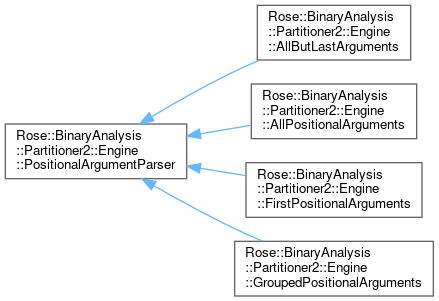 Rose::BinaryAnalysis
::Partitioner2::Engine
::AllButLastArguments
Rose::BinaryAnalysis
::Partitioner2::Engine
::AllPositionalArguments
Rose::BinaryAnalysis
::Partitioner2::Engine
::PositionalArgumentParser
Rose::BinaryAnalysis
::Partitioner2::Engine
::FirstPositionalArguments
Rose::BinaryAnalysis
::Partitioner2::Engine
::GroupedPositionalArguments